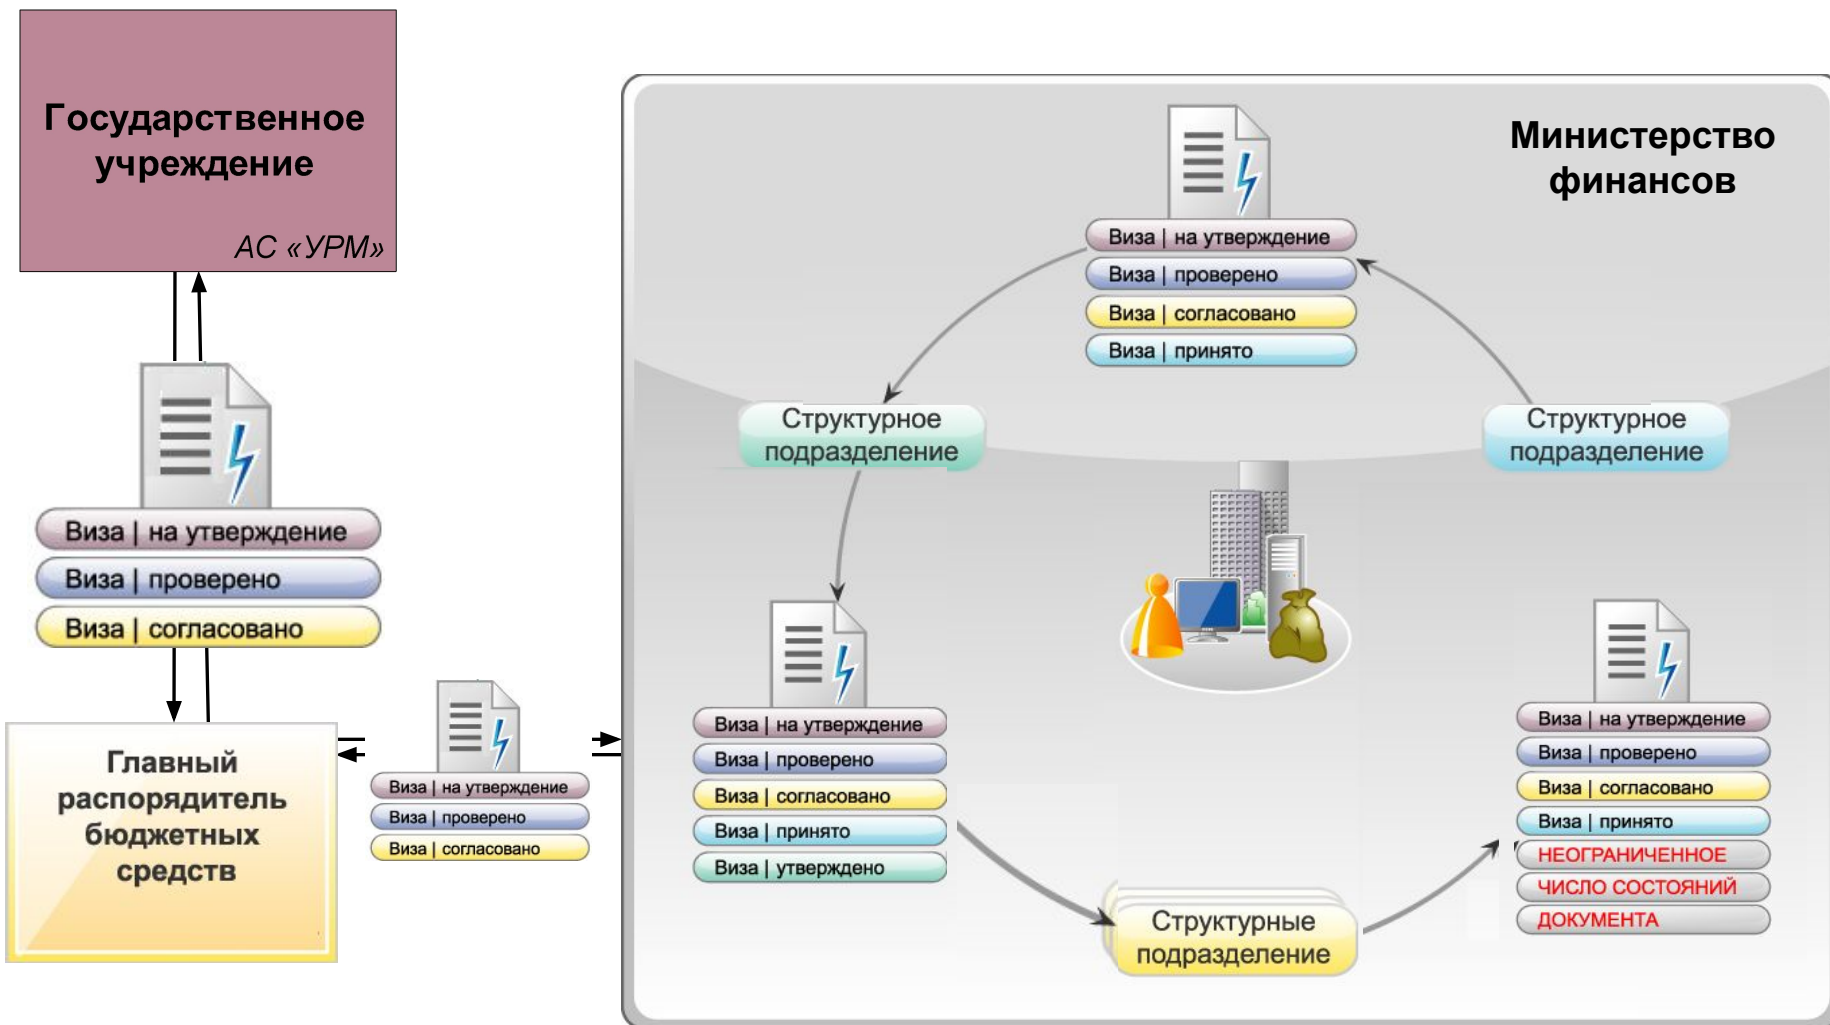 Государственное
учреждение
АС «УРМ»
Виза | на утверждение
Виза | проверено
Виза | согласовано
Главный
распорядитель
бюджетных
средств
Виза | на утверждение
Виза | проверено
Виза | согласовано
Министерство
финансов
Виза | на утверждение
Виза | проверено
Виза | согласовано
Виза | принято
Структурное
подразделение
Структурное
подразделение
Виза | на утверждение
Виза | проверено
Виза | согласовано
Виза | принято
Виза | утверждено
Структурные
подразделение
Виза | на утверждение
Виза | проверено
Виза | согласовано
Виза | принято
НЕОГРАНИЧЕННОЕ
ЧИСЛО СОСТОЯНИЙ
ДОКУМЕНТА